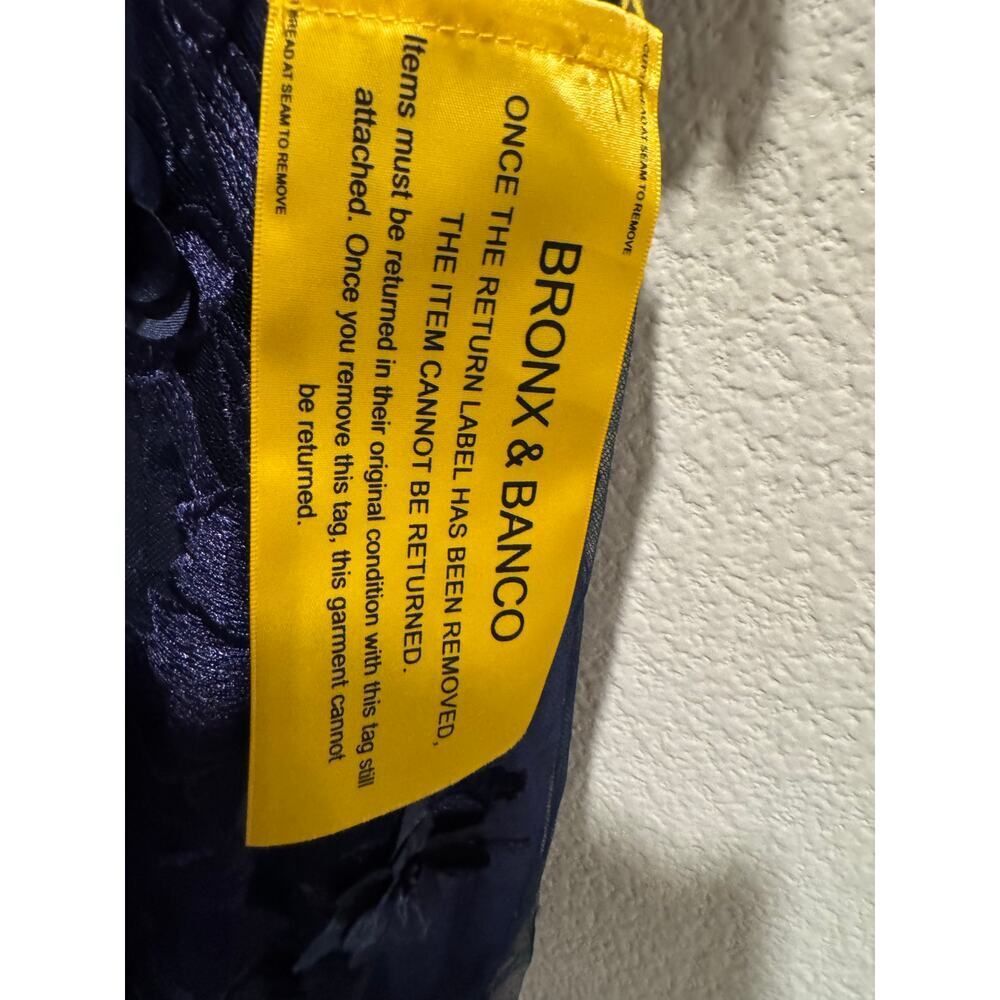 BRONX & BANCO
ONCE THE RETURN LABEL HAS BEEN REMOVED,
THE ITEM CANNOT BE RETURNED.
Items must be returned in their original condition with this tag still
attached. Once you remove this tag, this garment cannot
be returned.
AT SEAM TO REMOVE
AT SEAM TO REMOVE